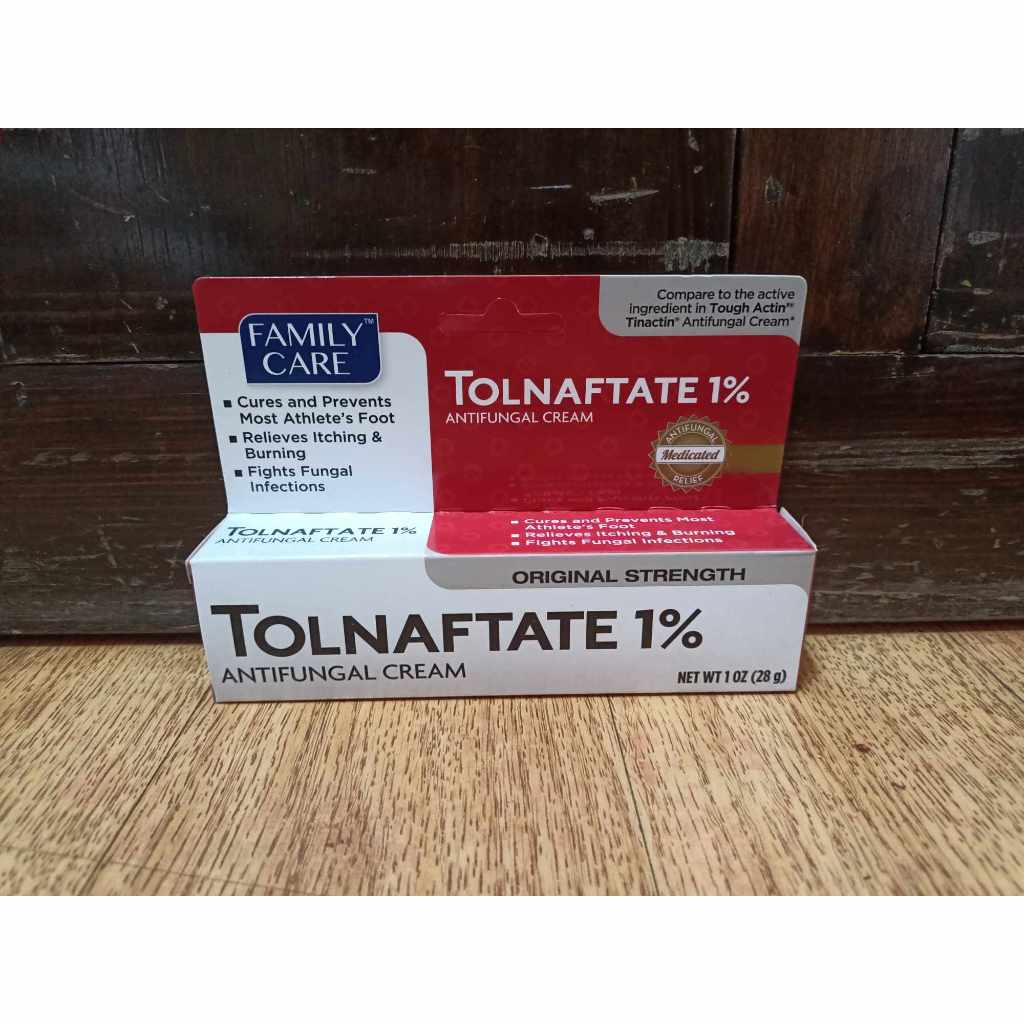 Compare to the active
ingredient in Tough Actin'®
Tinactin® Antifungal Cream*
FAMILY
CARE™
▪ Cures and Prevents
Most Athlete's Foot
▪ Relieves Itching &
Burning
▪ Fights Fungal
Infections
TOLNAFTATE 1%
ANTIFUNGAL CREAM
ANTIFUNGAL
Medicated
RELIEF
TOLNAFTATE 1%
ANTIFUNGAL CREAM
▪ Cures and Prevents Most
Athlete's Foot
▪ Relieves Itching & Burning
▪ Fights Fungal Infections
ORIGINAL STRENGTH
TOLNAFTATE 1%
ANTIFUNGAL CREAM
NET WT 1 OZ (28 g)